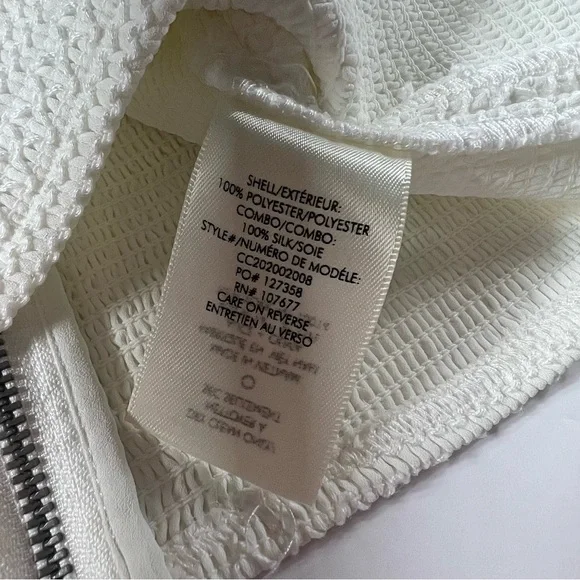 SHELL/EXTÉRIEUR:
100% POLYESTER/POLYESTER
COMBO/COMBO:
100% SILK/SOIE
STYLE#/NUMÉRO DE MODÈLE:
CC202002008
PO# 127358
RN# 107677
CARE ON REVERSE
ENTRETIEN AU VERSO